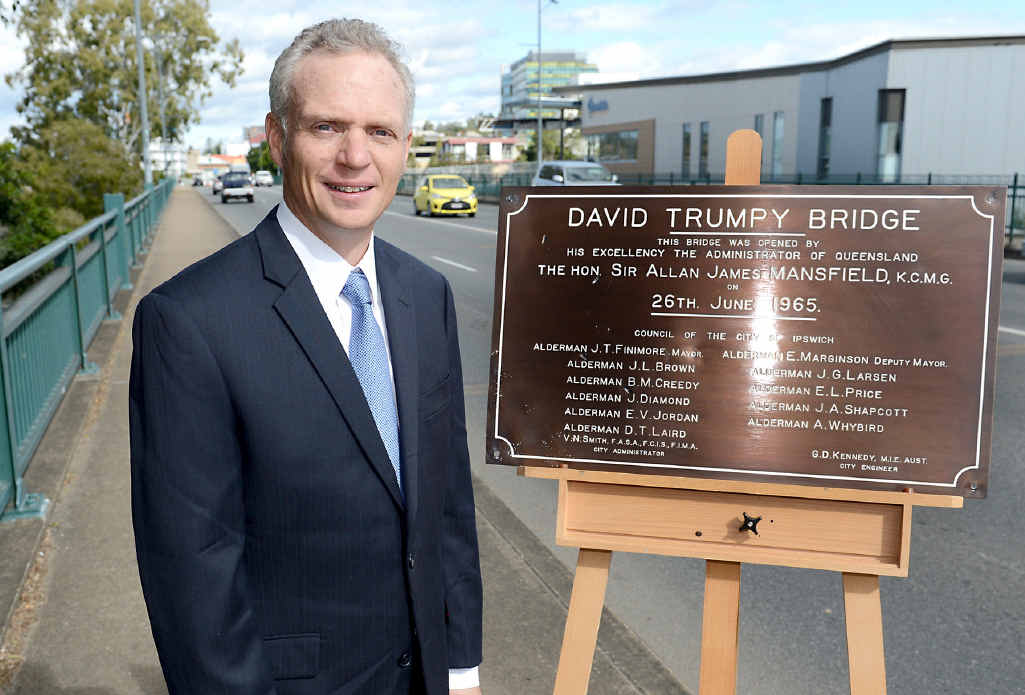 DAVID TRUMPY BRIDGE
THIS BRIDGE WAS OPENED BY
HIS EXCELLENCY THE ADMINISTRATOR OF QUEENSLAND
THE HON. SIR ALLAN JAMES MANSFIELD, K.C.M.G.
ON
26TH. JUNE 1965.
COUNCIL OF THE CITY OF IPSWICH
ALDERMAN J.T. FINIMORE, MAYOR.
ALDERMAN J.L. BROWN
ALDERMAN B.M. CREEDY
ALDERMAN J. DIAMOND
ALDERMAN E.V. JORDAN
ALDERMAN D.T. LAIRD
V.N. SMITH, F.A.S.A., F.C.I.S., F.I.M.A.
CITY ADMINISTRATOR
ALDERMAN E. MARGINSON DEPUTY MAYOR.
ALDERMAN J.G. LARSEN
ALDERMAN E.L. PRICE
ALDERMAN J.A. SHAPCOTT
ALDERMAN A. WHYBIRD
G.D. KENNEDY, M.I.E. AUST.
CITY ENGINEER